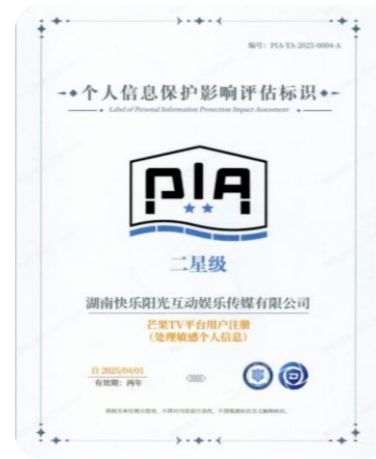 编号：PIA-TA-2025-0004-A
个人信息保护影响评估标识
Label of Personal Information Protection Impact Assessment
PIA
二星级
湖南快乐阳光互动娱乐传媒有限公司
芒果TV平台用户注册
（处理敏感个人信息）
自 2025/04/01
有效期：两年